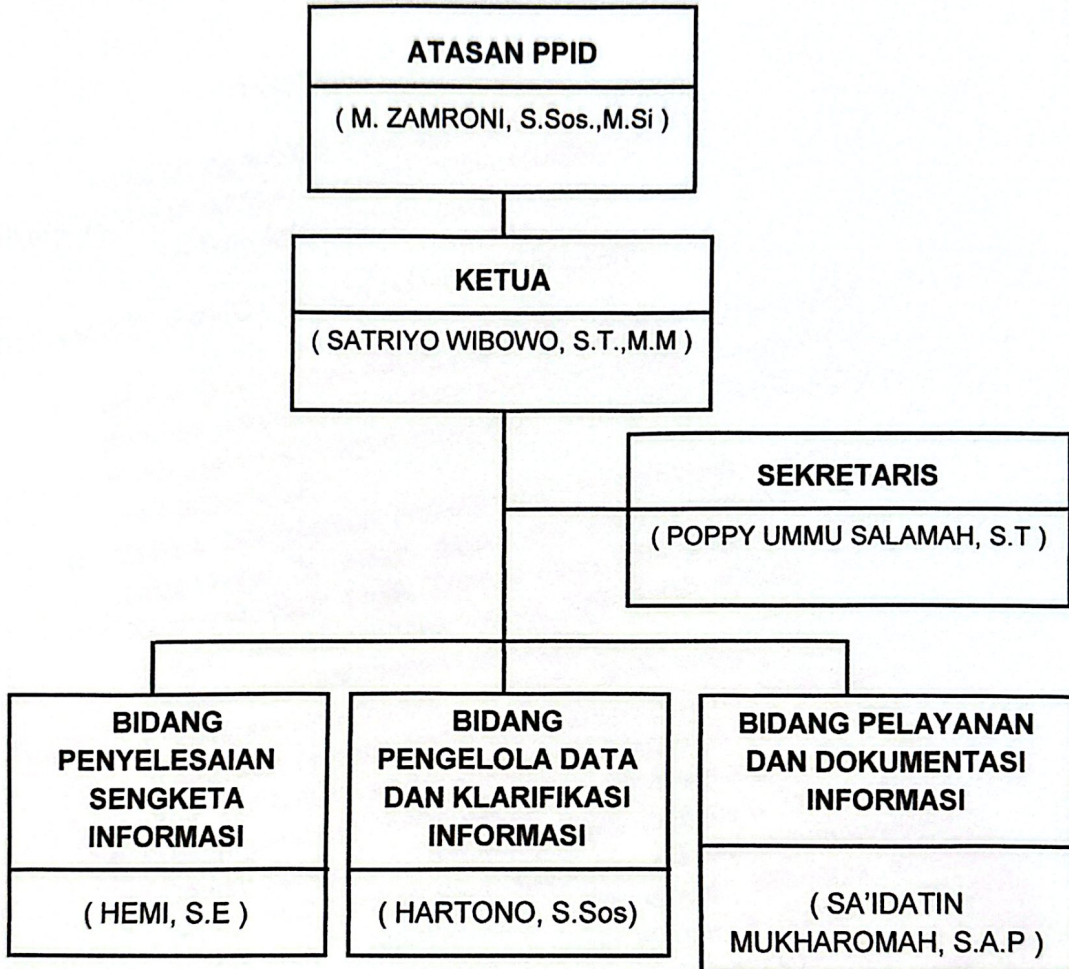 ATASAN PPID
( M. ZAMRONI, S.Sos.,M.Si )
KETUA
( SATRIYO WIBOWO, S.T.,M.M )
SEKRETARIS
( POPPY UMMU SALAMAH, S.T )
BIDANG
PENYELESAIAN
SENGKETA
INFORMASI
( HEMI, S.E )
BIDANG
PENGELOLA DATA
DAN KLARIFIKASI
INFORMASI
( HARTONO, S.Sos)
BIDANG PELAYANAN
DAN DOKUMENTASI
INFORMASI
( SA'IDATIN
MUKHAROMAH, S.A.P )